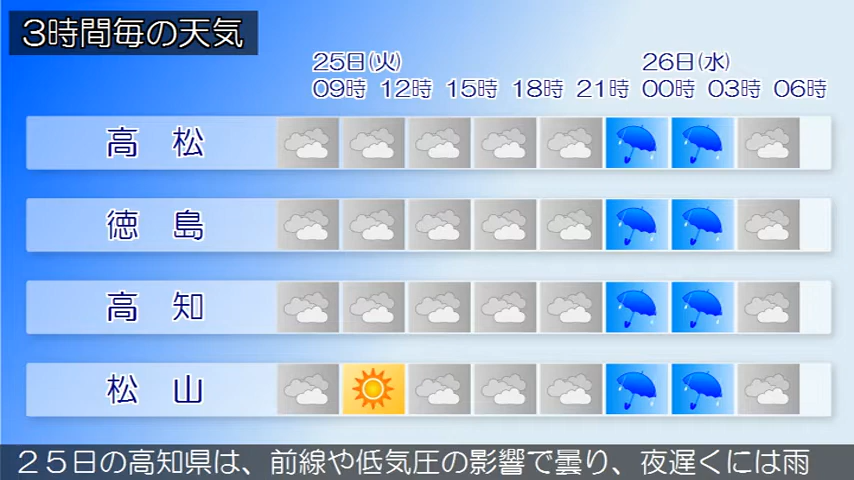 3時間毎の天気
25日(火) 26日(水)
09時 12時 15時 18時 21時 00時 03時 06時
高松
徳島
高知
松山
２５日の高知県は、前線や低気圧の影響で曇り、夜遅くには雨